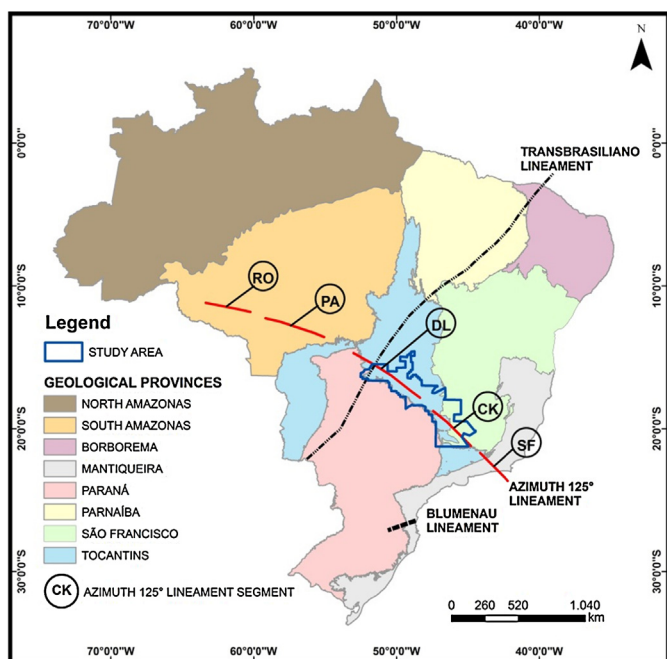 70°0'0"W 60°0'0"W 50°0'0"W 40°0'0"W
N
0°0'0"
0°0'0"
TRANSBRASILIANO
LINEAMENT
10°0'0"S
10°0'0"S
RO
PA
DL
Legend
STUDY AREA
GEOLOGICAL PROVINCES
NORTH AMAZONAS
SOUTH AMAZONAS
BORBOREMA
MANTIQUEIRA
PARANÁ
PARNAÍBA
SÃO FRANCISCO
TOCANTINS
CK AZIMUTH 125° LINEAMENT SEGMENT
CK
SF
20°0'0"S
20°0'0"S
AZIMUTH 125°
LINEAMENT
BLUMENAU
LINEAMENT
30°0'0"S
30°0'0"S
0 260 520 1.040
km
70°0'0"W 60°0'0"W 50°0'0"W 40°0'0"W